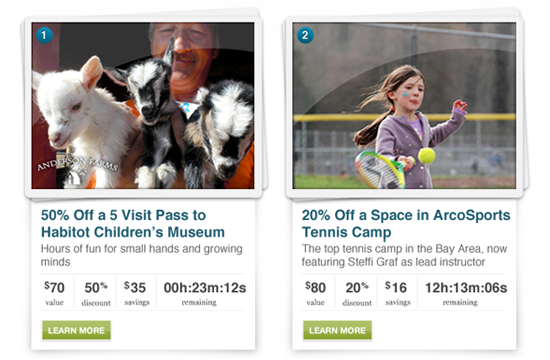 1
ANDERSON FARMS
50% Off a 5 Visit Pass to
Habitot Children's Museum
Hours of fun for small hands and growing
minds
$70 50% $35 00h:23m:12s
value discount savings remaining
LEARN MORE
2
20% Off a Space in ArcoSports
Tennis Camp
The top tennis camp in the Bay Area, now
featuring Steffi Graf as lead instructor
$80 20% $16 12h:13m:06s
value discount savings remaining
LEARN MORE